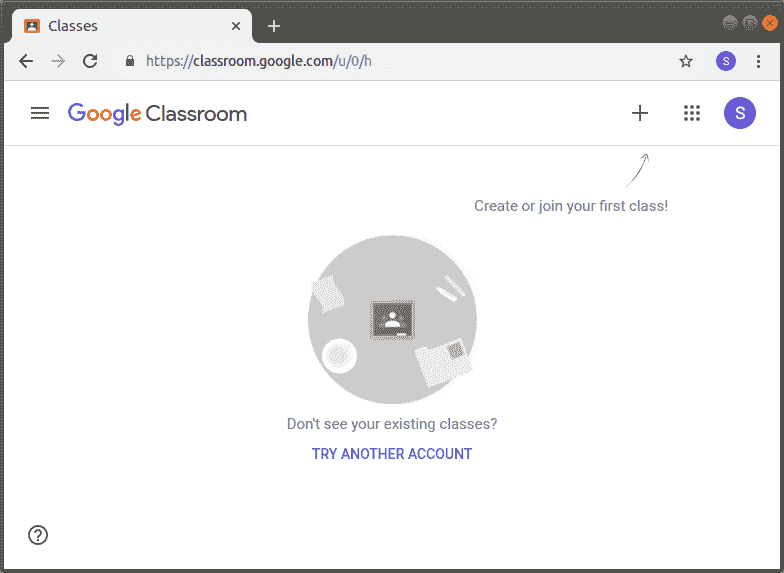 Classes
https://classroom.google.com/u/0/h
S
Google Classroom
S
Create or join your first class!
Don't see your existing classes?
TRY ANOTHER ACCOUNT
?